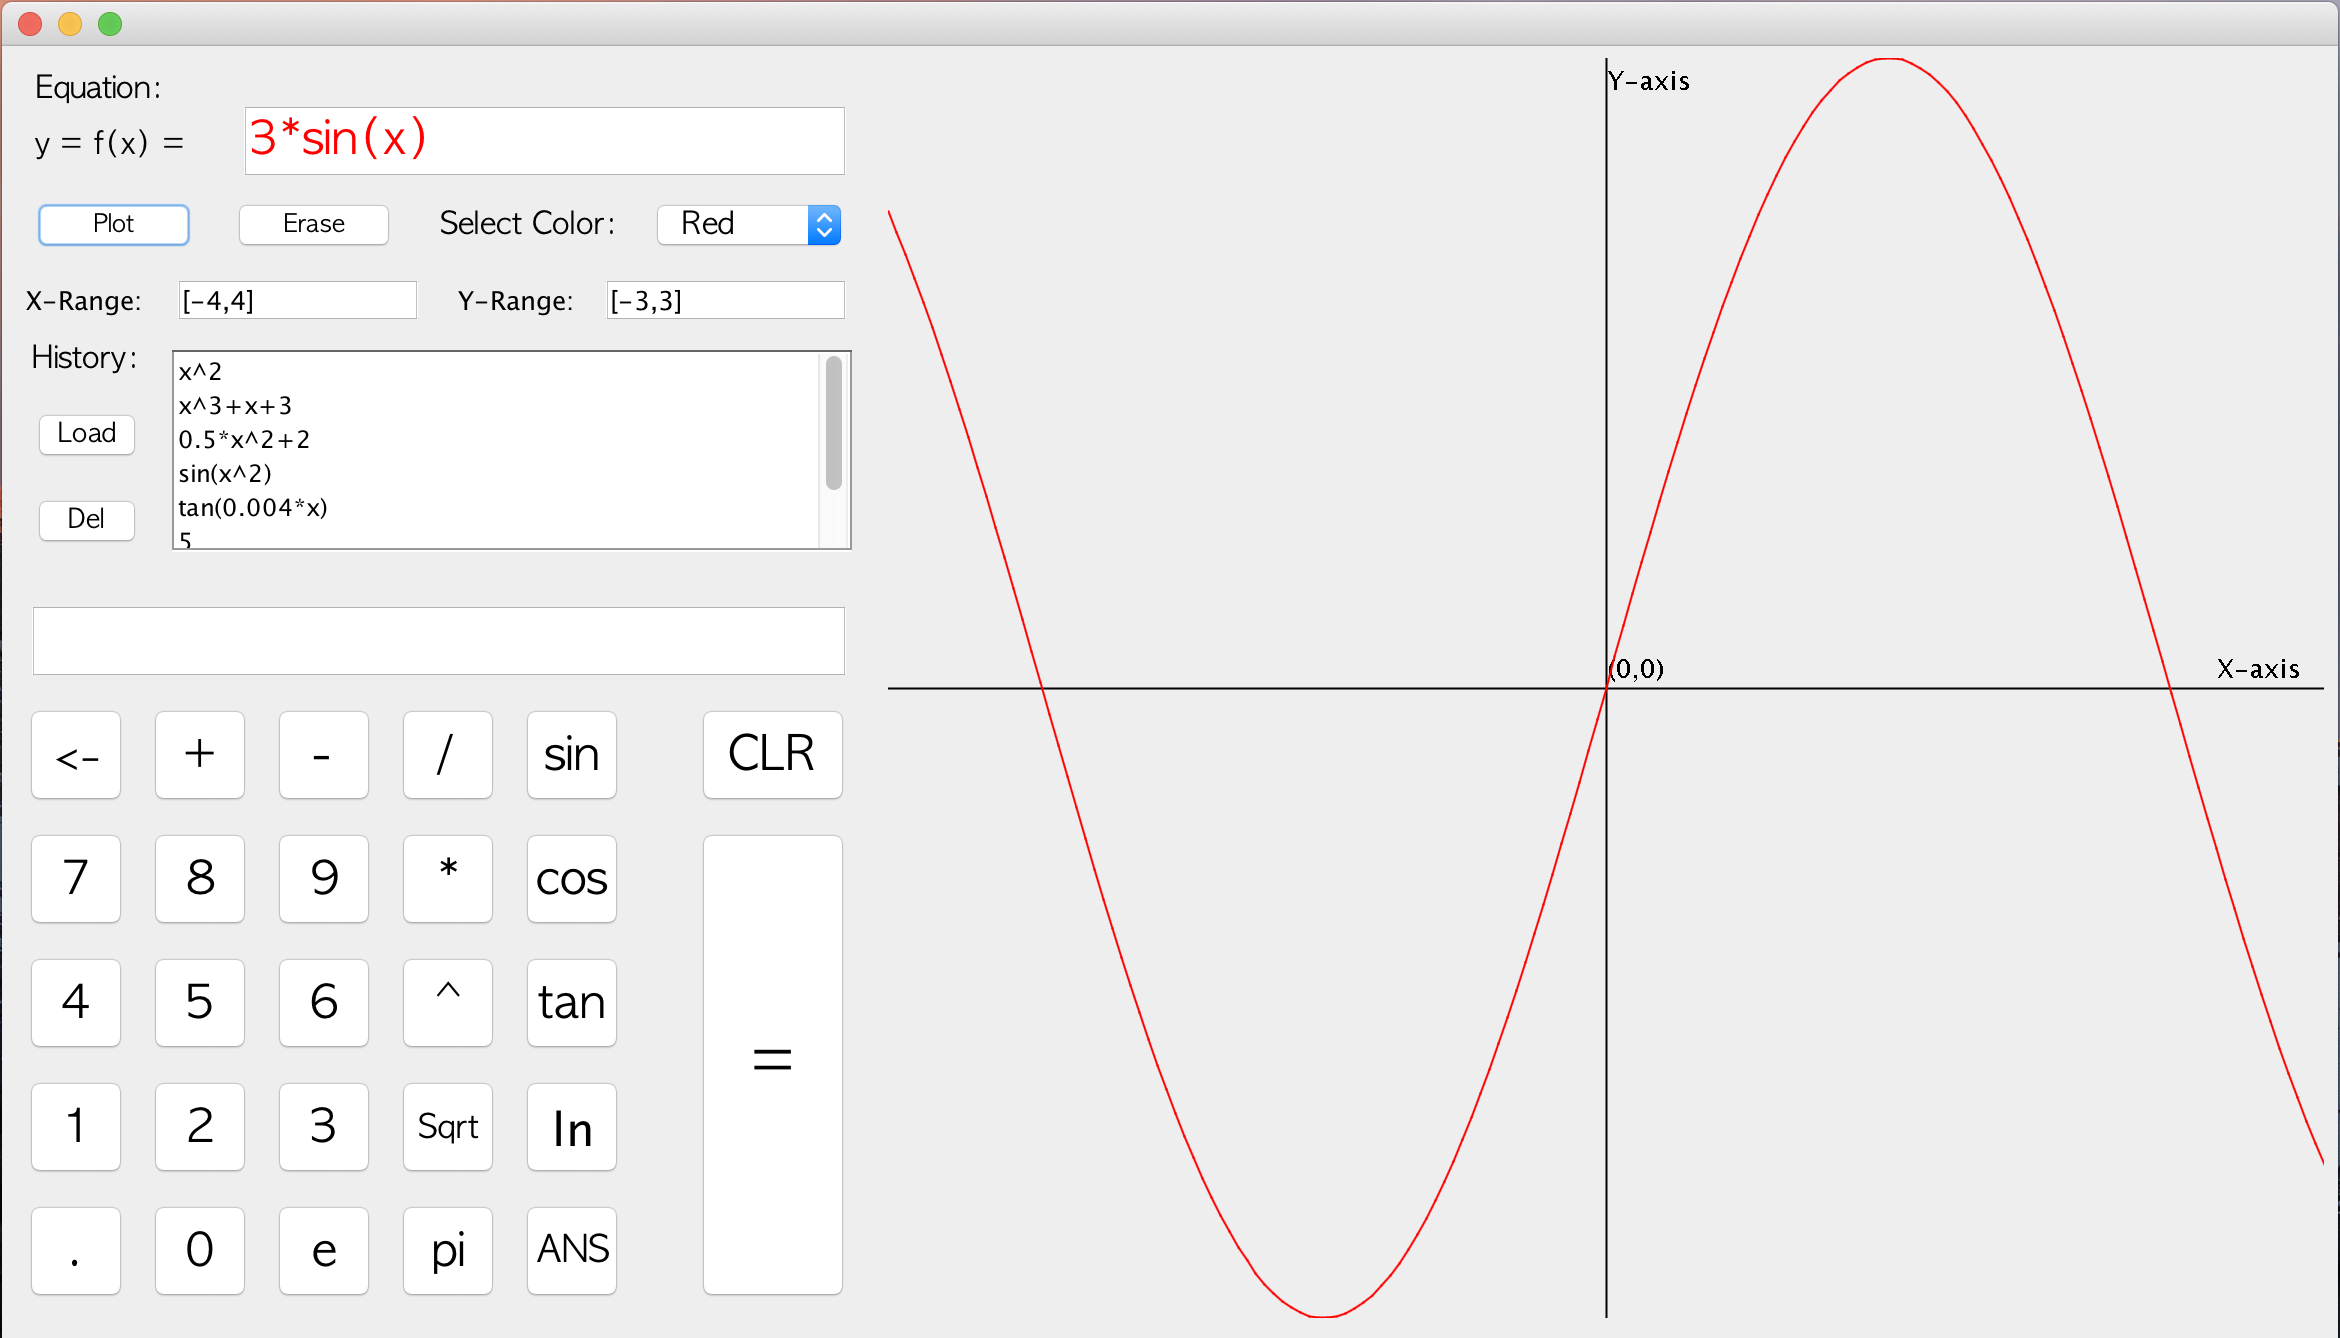 Equation:
y = f(x) = 3*sin(x)
Plot Erase Select Color: Red
X-Range: [-4,4] Y-Range: [-3,3]
History:
x^2
x^3+x+3
0.5*x^2+2
sin(x^2)
tan(0.004*x)
5
Load
Del
<- + - / sin CLR
7 8 9 * cos
4 5 6 ^ tan
=
1 2 3 Sqrt ln
. 0 e pi ANS
Y-axis
(0,0)
X-axis